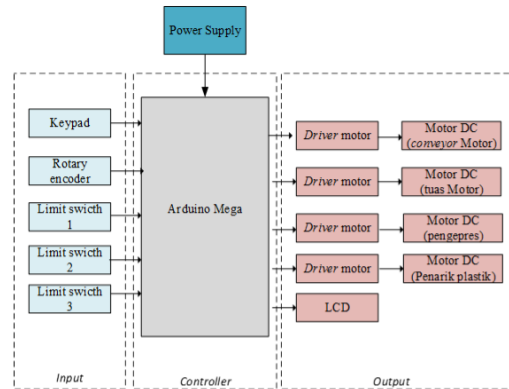 Power Supply
Keypad
Rotary
encoder
Limit swicth
1
Limit swicth
2
Limit swicth
3
Arduino Mega
Driver motor
Motor DC
(conveyor Motor)
Driver motor
Motor DC
(tuas Motor)
Driver motor
Motor DC
(pengepres)
Driver motor
Motor DC
(Penarik plastik)
LCD
Input
Controller
Output